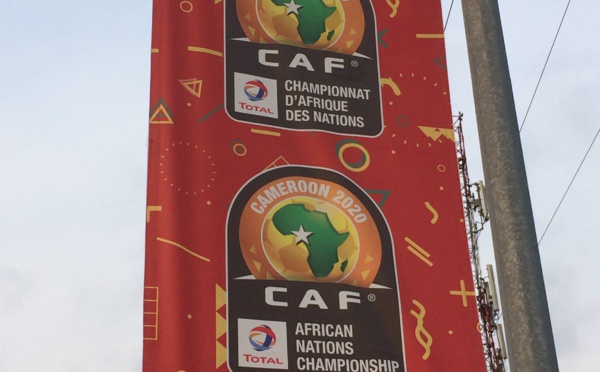 CAF®
TOTAL
CHAMPIONNAT
D'AFRIQUE
DES NATIONS
CAMEROON 2020
CAF®
TOTAL
AFRICAN
NATIONS
CHAMPIONSHIP